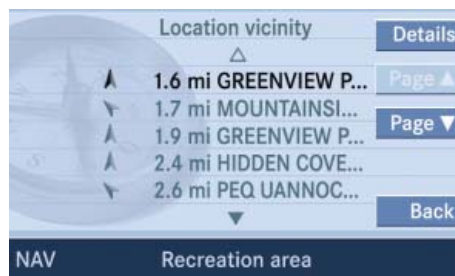 Location vicinity
Details
1.6 mi GREENVIEW P...
Page ▲
1.7 mi MOUNTAINSI...
1.9 mi GREENVIEW P...
Page ▼
2.4 mi HIDDEN COVE...
2.6 mi PEQ UANNOC...
Back
NAV
Recreation area